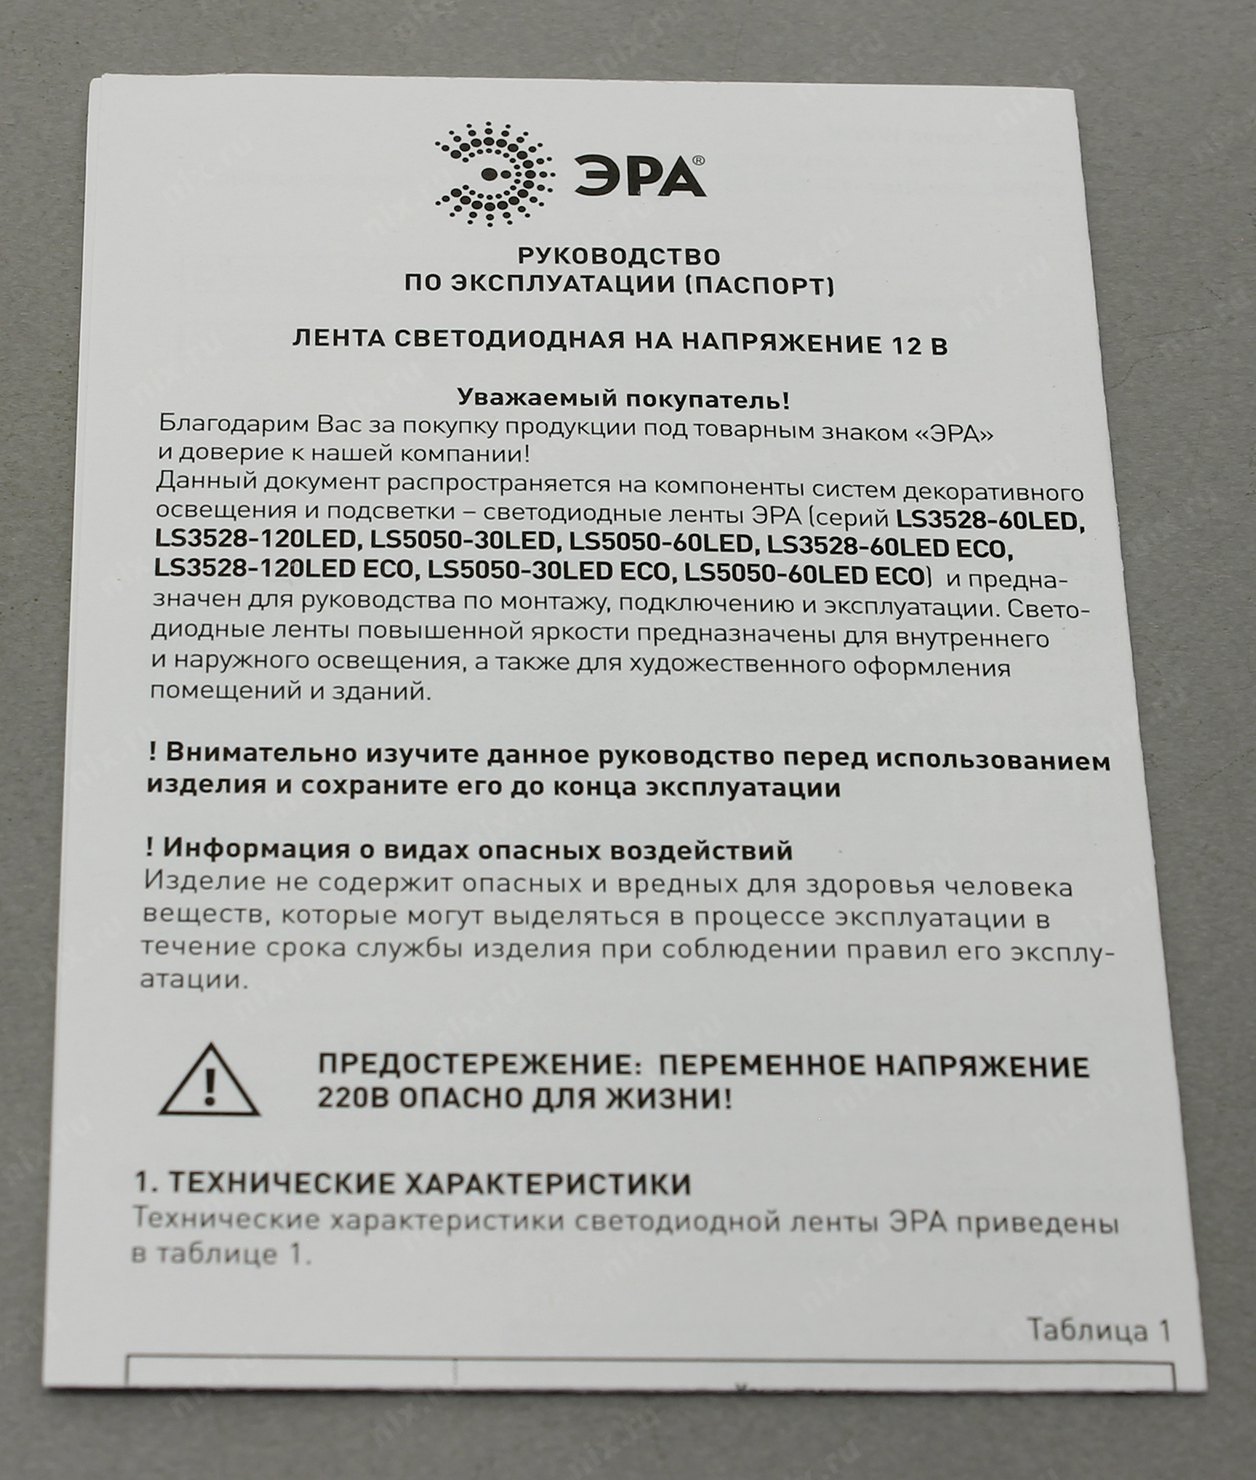 ЭРА®
РУКОВОДСТВО
ПО ЭКСПЛУАТАЦИИ (ПАСПОРТ)
ЛЕНТА СВЕТОДИОДНАЯ НА НАПРЯЖЕНИЕ 12 В
Уважаемый покупатель!
Благодарим Вас за покупку продукции под товарным знаком «ЭРА»
и доверие к нашей компании!
Данный документ распространяется на компоненты систем декоративного
освещения и подсветки – светодиодные ленты ЭРА (серий LS3528-60LED,
LS3528-120LED, LS5050-30LED, LS5050-60LED, LS3528-60LED ECO,
LS3528-120LED ECO, LS5050-30LED ECO, LS5050-60LED ECO) и предна-
значен для руководства по монтажу, подключению и эксплуатации. Свето-
диодные ленты повышенной яркости предназначены для внутреннего
и наружного освещения, а также для художественного оформления
помещений и зданий.
! Внимательно изучите данное руководство перед использованием
изделия и сохраните его до конца эксплуатации
! Информация о видах опасных воздействий
Изделие не содержит опасных и вредных для здоровья человека
веществ, которые могут выделяться в процессе эксплуатации в
течение срока службы изделия при соблюдении правил его эксплу-
атации.
! ПРЕДОСТЕРЕЖЕНИЕ: ПЕРЕМЕННОЕ НАПРЯЖЕНИЕ
220В ОПАСНО ДЛЯ ЖИЗНИ!
1. ТЕХНИЧЕСКИЕ ХАРАКТЕРИСТИКИ
Технические характеристики светодиодной ленты ЭРА приведены
в таблице 1.
Таблица 1